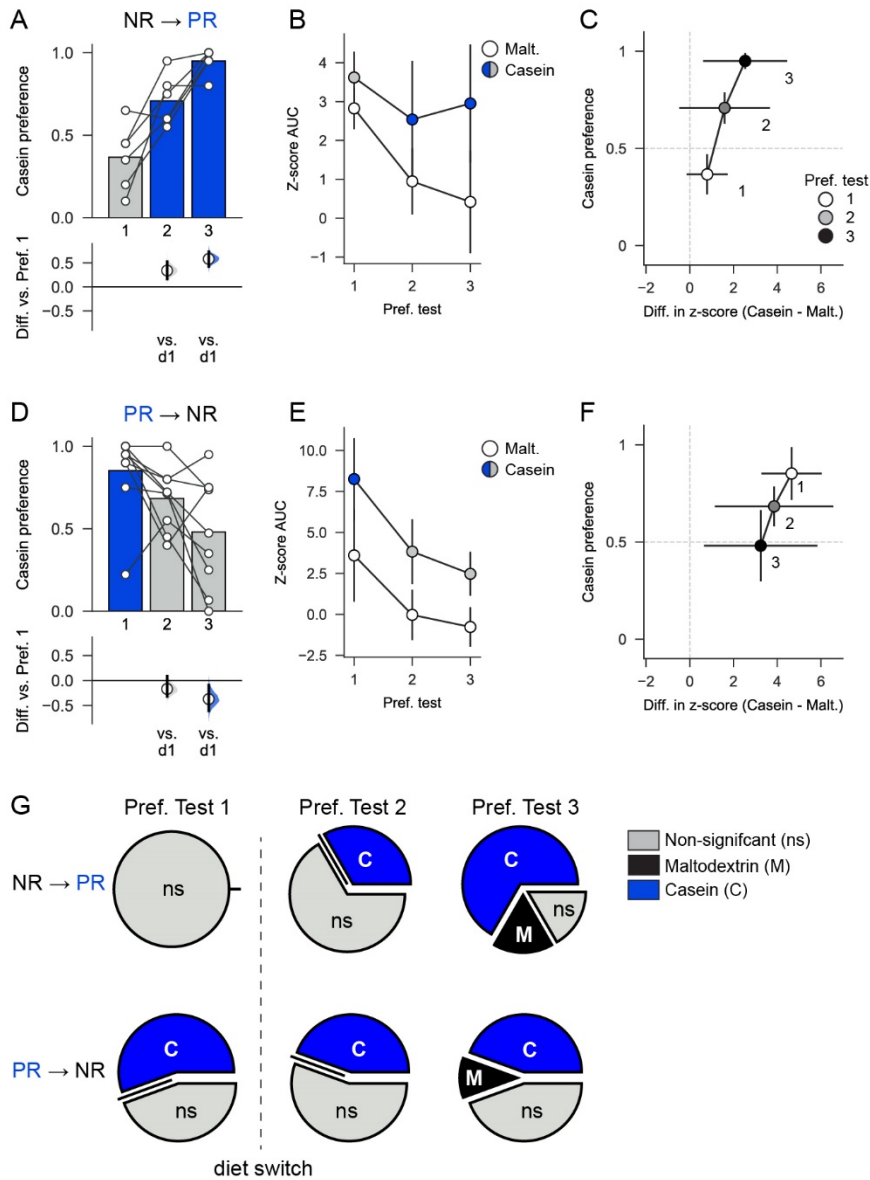 A
NR → PR
Casein preference
1.0
0.5
0.0
1 2 3
Diff. vs. Pref. 1
0.5
0.0
−0.5
vs. d1
vs. d1
B
Malt.
Casein
Z-score AUC
5
4
3
2
1
0
−1
1 2 3
Pref. test
C
Casein preference
1
0.5
0
3
2
1
Pref. test
1
2
3
−2 0 2 4 6
Diff. in z-score (Casein - Malt.)
D
PR → NR
Casein preference
1.0
0.5
0.0
1 2 3
Diff. vs. Pref. 1
0.5
0.0
−0.5
vs. d1
vs. d1
E
Malt.
Casein
Z-score AUC
10.0
7.5
5.0
2.5
0.0
−2.5
1 2 3
Pref. test
F
Casein preference
1
0.5
0
1
2
3
−2 0 2 4 6
Diff. in z-score (Casein - Malt.)
G
Pref. Test 1 Pref. Test 2 Pref. Test 3
Non-signifcant (ns)
Maltodextrin (M)
Casein (C)
NR → PR
ns
C
ns
C
M
ns
PR → NR
C
ns
C
ns
C
M
ns
diet switch